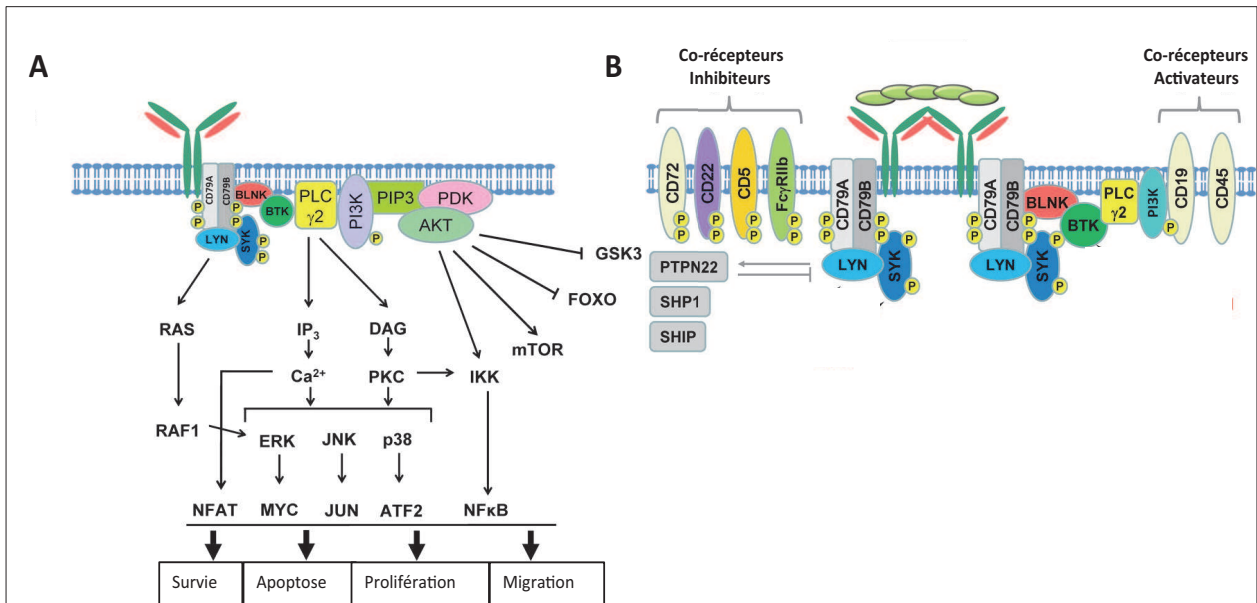 A
CD79A
CD79B
P
P
P
P
LYN
SYK
P
P
P
BLNK
BTK
PLC
γ2
PI3K
P
PIP3
PDK
AKT
GSK3
FOXO
mTOR
RAS
IP3
DAG
Ca2+
PKC
IKK
RAF1
ERK
JNK
p38
NFAT
MYC
JUN
ATF2
NFκB
Survie
Apoptose
Prolifération
Migration
B
Co-récepteurs
Inhibiteurs
Co-récepteurs
Activateurs
CD72
P
P
CD22
P
P
CD5
P
P
FcγRIIb
P
P
CD79A
CD79B
P
P
P
P
LYN
SYK
P
P
P
CD79A
CD79B
P
P
P
P
LYN
SYK
P
P
P
BLNK
BTK
PLC
γ2
PI3K
P
CD19
CD45
PTPN22
SHP1
SHIP